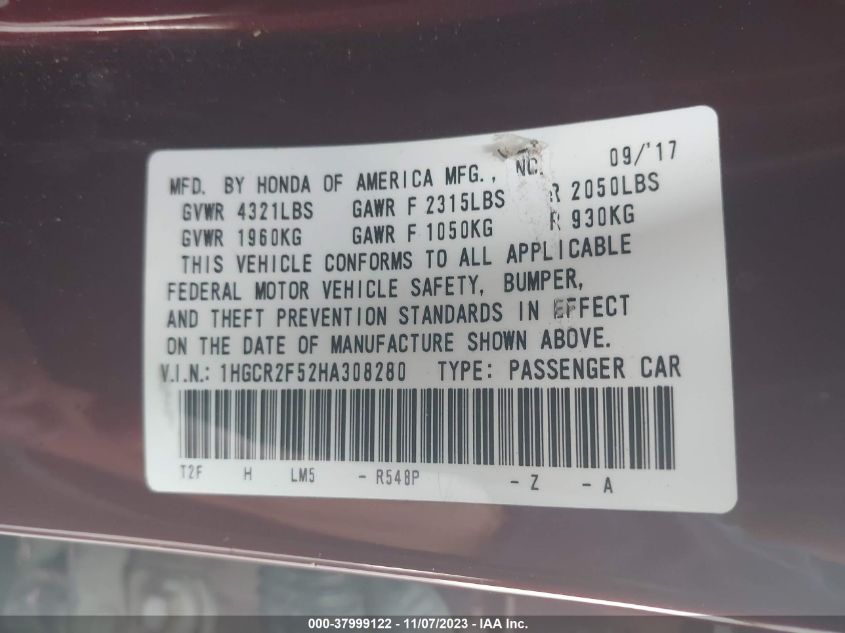 MFD. BY HONDA OF AMERICA MFG., 09/'17
GVWR 4321LBS GAWR F 2315LBS R 2050LBS
GVWR 1960KG GAWR F 1050KG R 930KG
THIS VEHICLE CONFORMS TO ALL APPLICABLE
FEDERAL MOTOR VEHICLE SAFETY, BUMPER,
AND THEFT PREVENTION STANDARDS IN EFFECT
ON THE DATE OF MANUFACTURE SHOWN ABOVE.
V.I.N.: 1HGCR2F52HA308280 TYPE: PASSENGER CAR
T2F H LM5 - R548P - Z - A
000-37999122 - 11/07/2023 - IAA Inc.